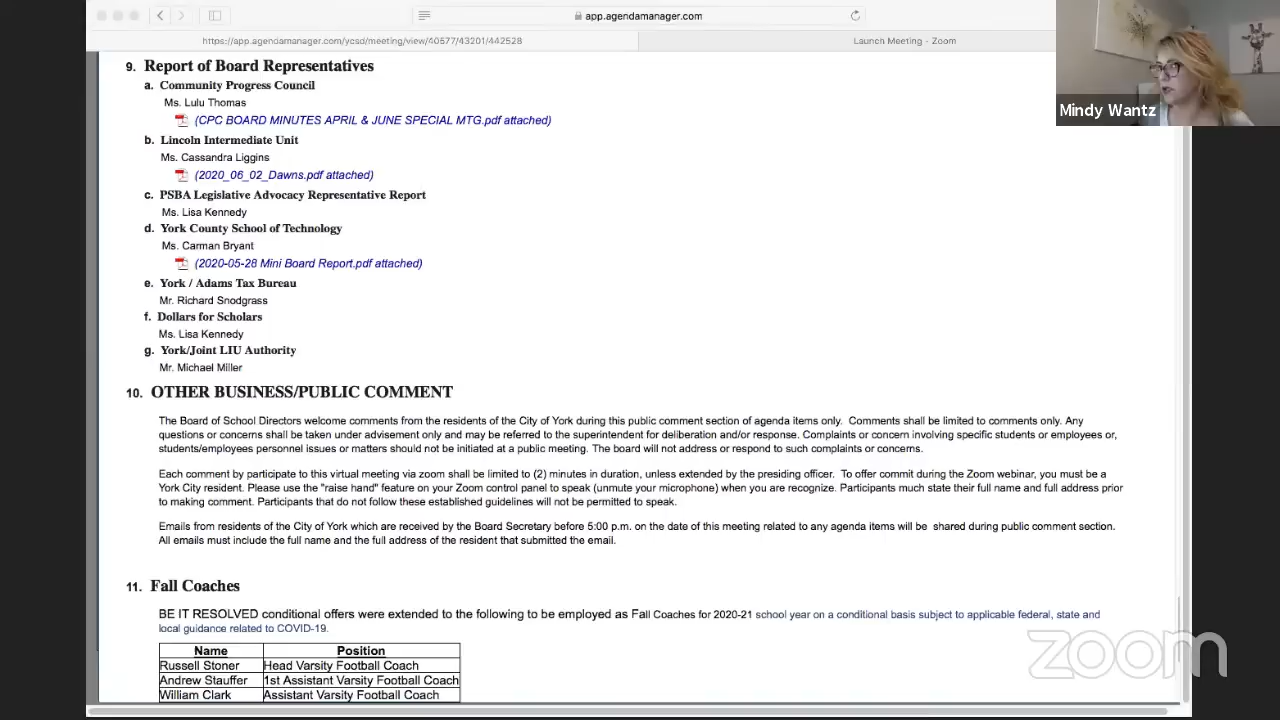 app.agendamanager.com
https://app.agendamanager.com/ycsd/meeting/view/40577/43201/442528
Launch Meeting - Zoom
Mindy Wantz
9. Report of Board Representatives
a. Community Progress Council
Ms. Lulu Thomas
(CPC BOARD MINUTES APRIL & JUNE SPECIAL MTG.pdf attached)
b. Lincoln Intermediate Unit
Ms. Cassandra Liggins
(2020_06_02_Dawns.pdf attached)
c. PSBA Legislative Advocacy Representative Report
Ms. Lisa Kennedy
d. York County School of Technology
Ms. Carman Bryant
(2020-05-28 Mini Board Report.pdf attached)
e. York / Adams Tax Bureau
Mr. Richard Snodgrass
f. Dollars for Scholars
Ms. Lisa Kennedy
g. York/Joint LIU Authority
Mr. Michael Miller
10. OTHER BUSINESS/PUBLIC COMMENT
The Board of School Directors welcome comments from the residents of the City of York during this public comment section of agenda items only. Comments shall be limited to comments only. Any
questions or concerns shall be taken under advisement only and may be referred to the superintendent for deliberation and/or response. Complaints or concern involving specific students or employees or,
students/employees personnel issues or matters should not be initiated at a public meeting. The board will not address or respond to such complaints or concerns.
Each comment by participate to this virtual meeting via zoom shall be limited to (2) minutes in duration, unless extended by the presiding officer. To offer commit during the Zoom webinar, you must be a
York City resident. Please use the "raise hand" feature on your Zoom control panel to speak (unmute your microphone) when you are recognize. Participants much state their full name and full address prior
to making comment. Participants that do not follow these established guidelines will not be permitted to speak.
Emails from residents of the City of York which are received by the Board Secretary before 5:00 p.m. on the date of this meeting related to any agenda items will be shared during public comment section.
All emails must include the full name and the full address of the resident that submitted the email.
11. Fall Coaches
BE IT RESOLVED conditional offers were extended to the following to be employed as Fall Coaches for 2020-21 school year on a conditional basis subject to applicable federal, state and
local guidance related to COVID-19.
Name Position
Russell Stoner Head Varsity Football Coach
Andrew Stauffer 1st Assistant Varsity Football Coach
William Clark Assistant Varsity Football Coach
zoom